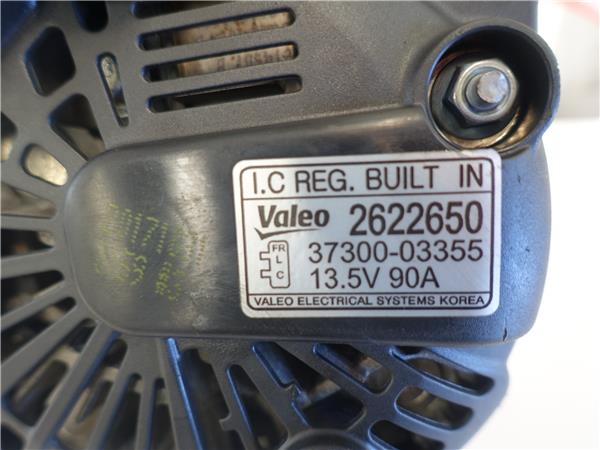 I.C REG. BUILT IN
Valeo 2622650
FR
L
C
37300-03355
13.5V 90A
VALEO ELECTRICAL SYSTEMS KOREA